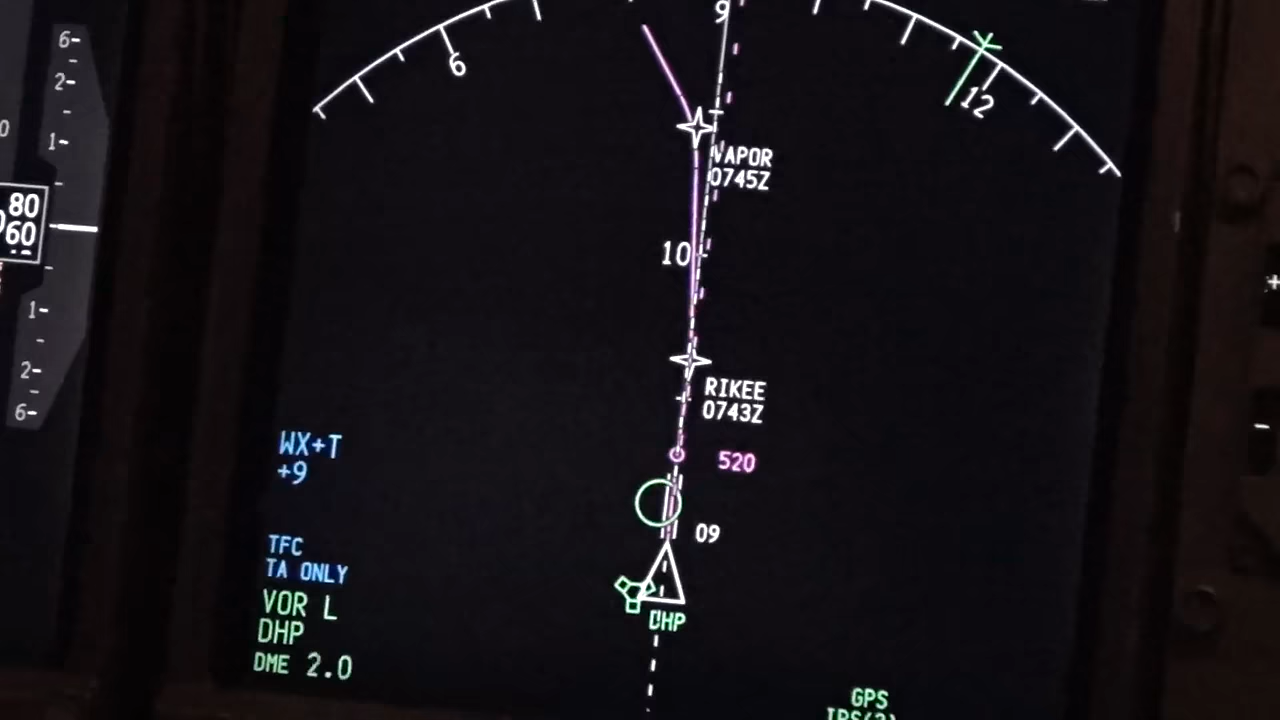 6
2
1
0
80
60
1
2
6
9
6
12
VAPOR
0745Z
10
RIKEE
0743Z
520
09
DHP
WX+T
+9
TFC
TA ONLY
VOR L
DHP
DME 2.0
GPS
+
-